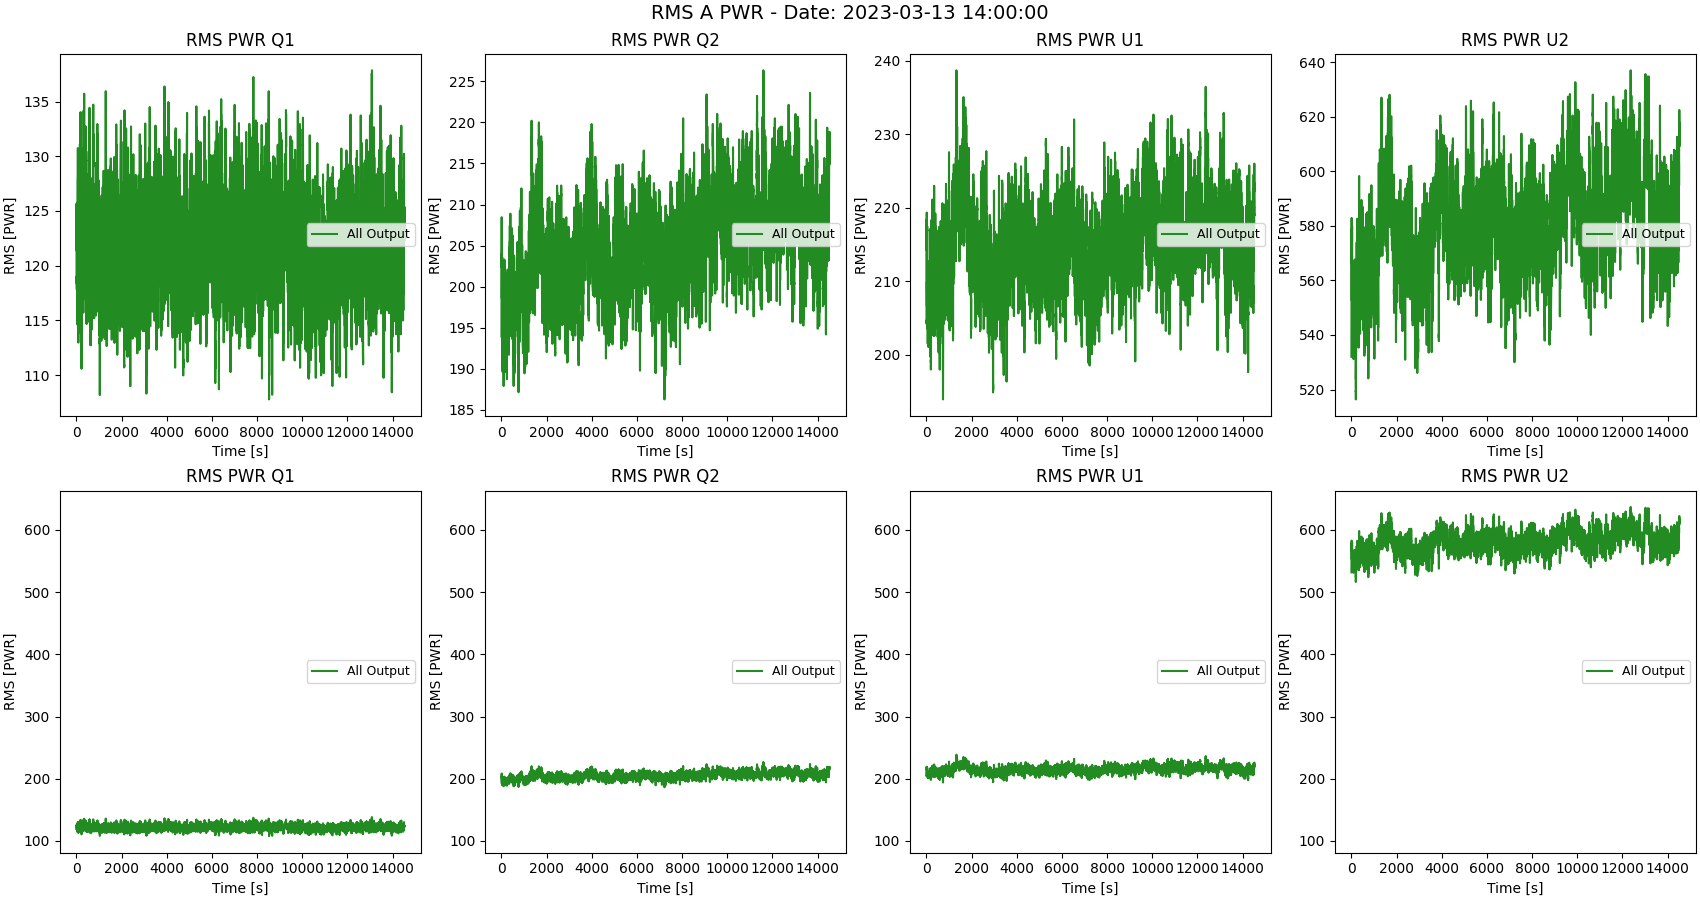 RMS A PWR - Date: 2023-03-13 14:00:00
RMS PWR Q1
RMS [PWR]
135
130
125
120
115
110
All Output
0 2000 4000 6000 8000 10000 12000 14000
Time [s]
RMS PWR Q2
RMS [PWR]
225
220
215
210
205
200
195
190
185
All Output
0 2000 4000 6000 8000 10000 12000 14000
Time [s]
RMS PWR U1
RMS [PWR]
240
230
220
210
200
All Output
0 2000 4000 6000 8000 10000 12000 14000
Time [s]
RMS PWR U2
RMS [PWR]
640
620
600
580
560
540
520
All Output
0 2000 4000 6000 8000 10000 12000 14000
Time [s]
RMS PWR Q1
RMS [PWR]
600
500
400
300
200
100
All Output
0 2000 4000 6000 8000 10000 12000 14000
Time [s]
RMS PWR Q2
RMS [PWR]
600
500
400
300
200
100
All Output
0 2000 4000 6000 8000 10000 12000 14000
Time [s]
RMS PWR U1
RMS [PWR]
600
500
400
300
200
100
All Output
0 2000 4000 6000 8000 10000 12000 14000
Time [s]
RMS PWR U2
RMS [PWR]
600
500
400
300
200
100
All Output
0 2000 4000 6000 8000 10000 12000 14000
Time [s]